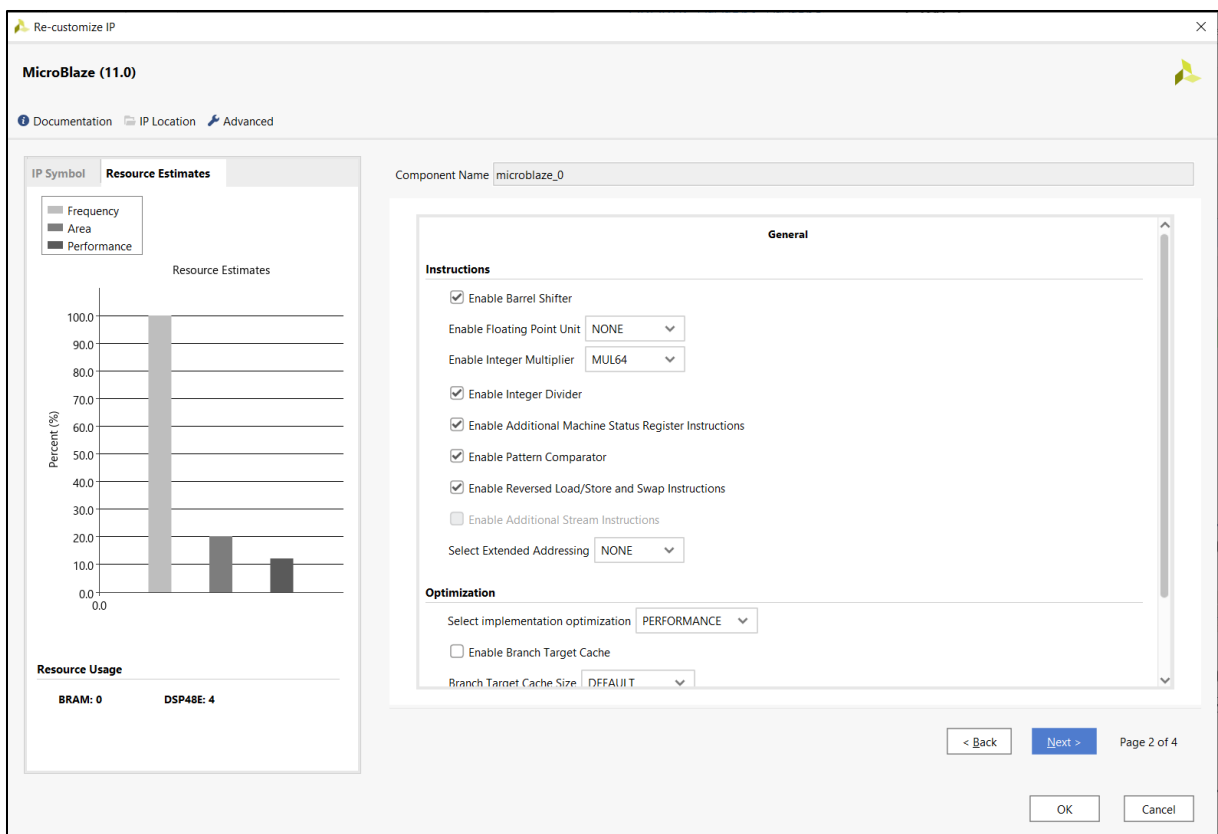 Re-customize IP
MicroBlaze (11.0)
Documentation IP Location Advanced
IP Symbol Resource Estimates
Frequency
Area
Performance
Resource Estimates
Percent (%)
100.0
90.0
80.0
70.0
60.0
50.0
40.0
30.0
20.0
10.0
0.0
0.0
Resource Usage
BRAM: 0 DSP48E: 4
Component Name microblaze_0
General
Instructions
Enable Barrel Shifter
Enable Floating Point Unit NONE
Enable Integer Multiplier MUL64
Enable Integer Divider
Enable Additional Machine Status Register Instructions
Enable Pattern Comparator
Enable Reversed Load/Store and Swap Instructions
Enable Additional Stream Instructions
Select Extended Addressing NONE
Optimization
Select implementation optimization PERFORMANCE
Enable Branch Target Cache
Branch Target Cache Size DEFAULT
< Back Next > Page 2 of 4
OK Cancel